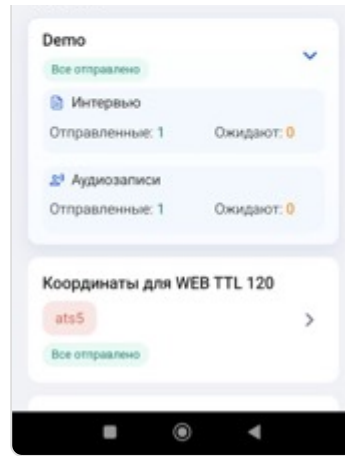 Demo
Все отправлено
Интервью
Отправленные: 1 Ожидают: 0
Аудиозаписи
Отправленные: 1 Ожидают: 0
Координаты для WEB TTL 120
ats5
Все отправлено